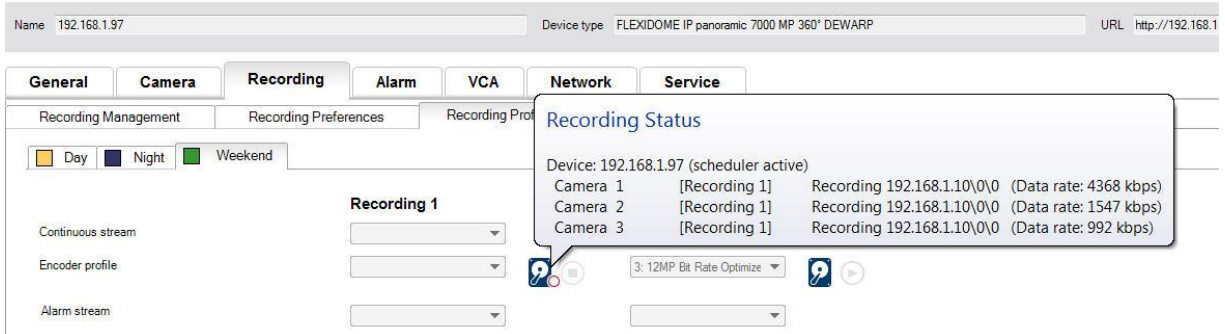 Name 192.168.1.97 Device type FLEXIDOME IP panoramic 7000 MP 360° DEWARP URL http://192.168.1
General Camera Recording Alarm VCA Network Service
Recording Management Recording Preferences Recording Prof
Day Night Weekend
Recording Status
Device: 192.168.1.97 (scheduler active)
Camera 1 [Recording 1] Recording 192.168.1.10\0\0 (Data rate: 4368 kbps)
Camera 2 [Recording 1] Recording 192.168.1.10\0\0 (Data rate: 1547 kbps)
Camera 3 [Recording 1] Recording 192.168.1.10\0\0 (Data rate: 992 kbps)
Recording 1
Continuous stream
Encoder profile 3: 12MP Bit Rate Optimize
Alarm stream